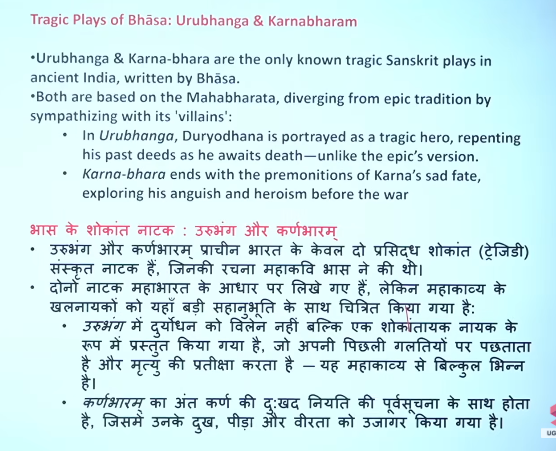 Tragic Plays of Bhāsa: Urubhanga & Karnabharam
•Urubhanga & Karna-bhara are the only known tragic Sanskrit plays in
ancient India, written by Bhāsa.
•Both are based on the Mahabharata, diverging from epic tradition by
sympathizing with its 'villains':
• In Urubhanga, Duryodhana is portrayed as a tragic hero, repenting
his past deeds as he awaits death—unlike the epic's version.
• Karna-bhara ends with the premonitions of Karna's sad fate,
exploring his anguish and heroism before the war
भास के शोकांत नाटक : उरुभंग और कर्णभारम्
• उरुभंग और कर्णभारम् प्राचीन भारत के केवल दो प्रसिद्ध शोकांत (ट्रेजिडी)
संस्कृत नाटक हैं, जिनकी रचना महाकवि भास ने की थी।
• दोनों नाटक महाभारत के आधार पर लिखे गए हैं, लेकिन महाकाव्य के
खलनायकों को यहाँ बड़ी सहानुभूति के साथ चित्रित किया गया है:
• उरुभंग में दुर्योधन को विलेन नहीं बल्कि एक शोकांतायक नायक के
रूप में प्रस्तुत किया गया है, जो अपनी पिछली गलतियों पर पछताता
है और मृत्यु की प्रतीक्षा करता है — यह महाकाव्य से बिल्कुल भिन्न
है।
• कर्णभारम् का अंत कर्ण की दु:खद नियति की पूर्वसूचना के साथ होता
है, जिसमें उनके दुख, पीड़ा और वीरता को उजागर किया गया है।
UG